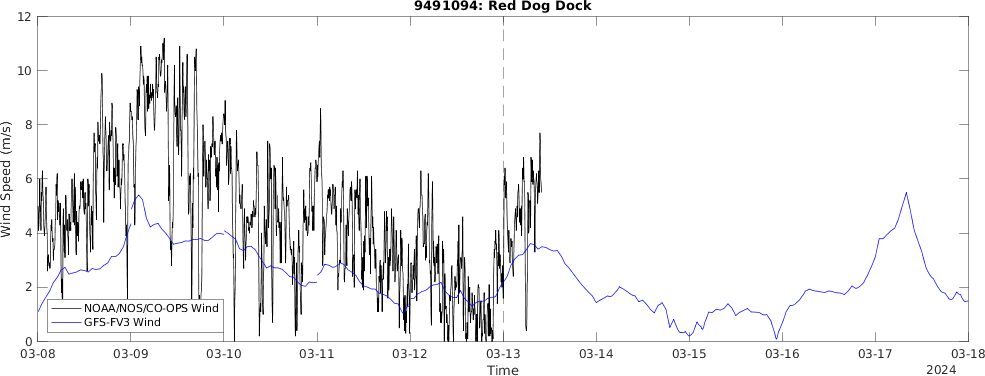 9491094: Red Dog Dock
12
10
8
6
4
2
0
Wind Speed (m/s)
NOAA/NOS/CO-OPS Wind
GFS-FV3 Wind
03-08 03-09 03-10 03-11 03-12 03-13 03-14 03-15 03-16 03-17 03-18
Time
2024